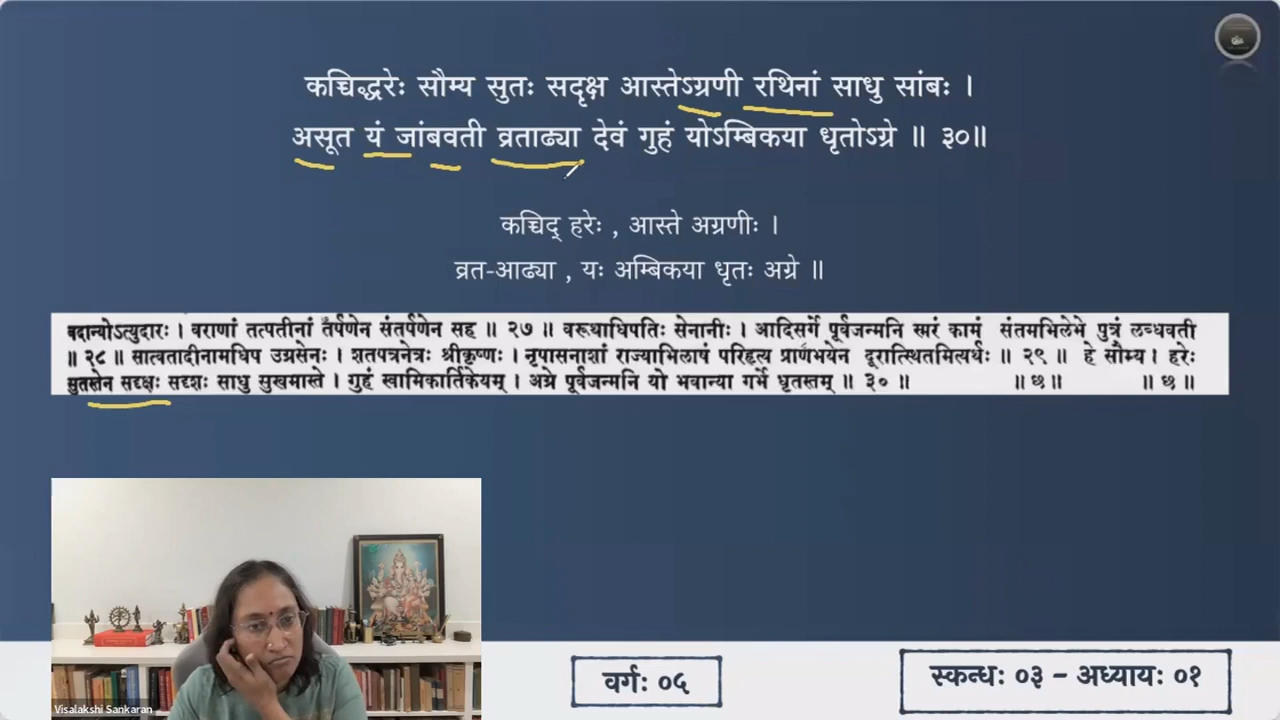 कच्चिद्धरेः सौम्य सुतः सदृक्ष आस्तेऽग्रणी रथिनां साधु सांबः ।
असूत यं जांबवती व्रताढ्या देवं गुहं योऽम्बिकया धृतोऽग्रे ॥ ३०॥
कच्चिद् हरेः , आस्ते अग्रणीः ।
व्रत-आढ्या , यः अम्बिकया धृतः अग्रे ॥
वदान्योऽत्युदारः । वराणां तत्पतीनां तर्पणेन संतर्पणेन सह ॥ २७ ॥ वरूथाधिपतिः सेनानीः । आदिसर्गे पूर्वजन्मनि स्मरं कामं संतमभिलेभे पुत्रं लब्धवती
॥ २८ ॥ सात्वतादीनामधिप उग्रसेनः । शतपत्रनेत्रः श्रीकृष्णः । नृपासनाशां राज्याभिलाषं परिहृत्य प्राणभयेन दूरात्स्थितमित्यर्थः ॥ २९ ॥ हे सौम्य । हरेः
सुतस्तेन सदृक्षः सदृशः साधु सुखमास्ते । गुहं स्वामिकार्तिकेयम् । अग्रे पूर्वजन्मनि यो भवान्या गर्भे धृतस्तम् ॥ ३० ॥ ॥ छ ॥ ॥ छ ॥
Visalakshi Sankaran
वर्गः ०५
स्कन्धः ०३ – अध्यायः ०१